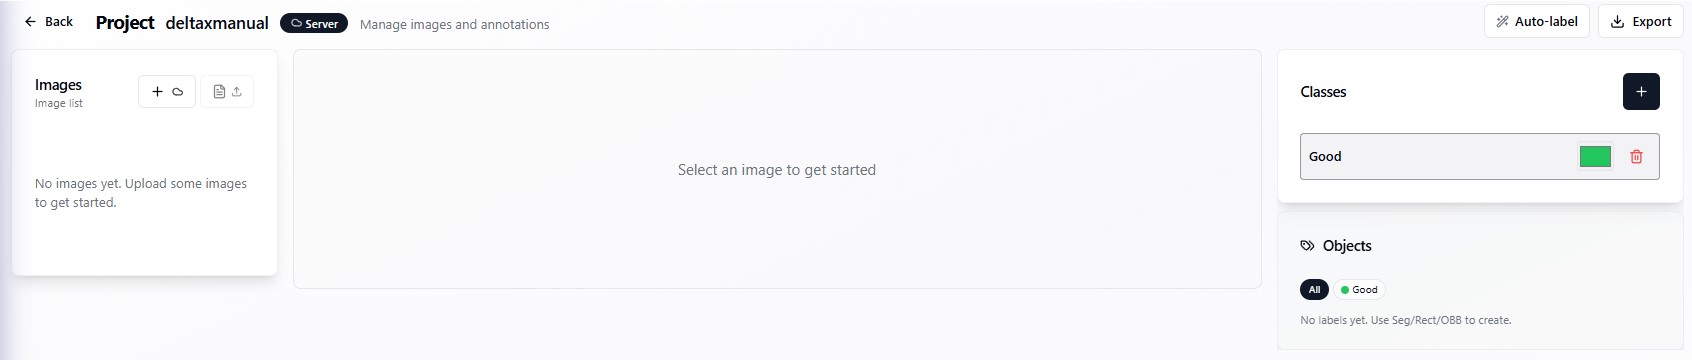 Back Project deltaxmanual Server Manage images and annotations Auto-label Export
Images
Image list
No images yet. Upload some images
to get started.
Select an image to get started
Classes
Good
Objects
All Good
No labels yet. Use Seg/Rect/OBB to create.